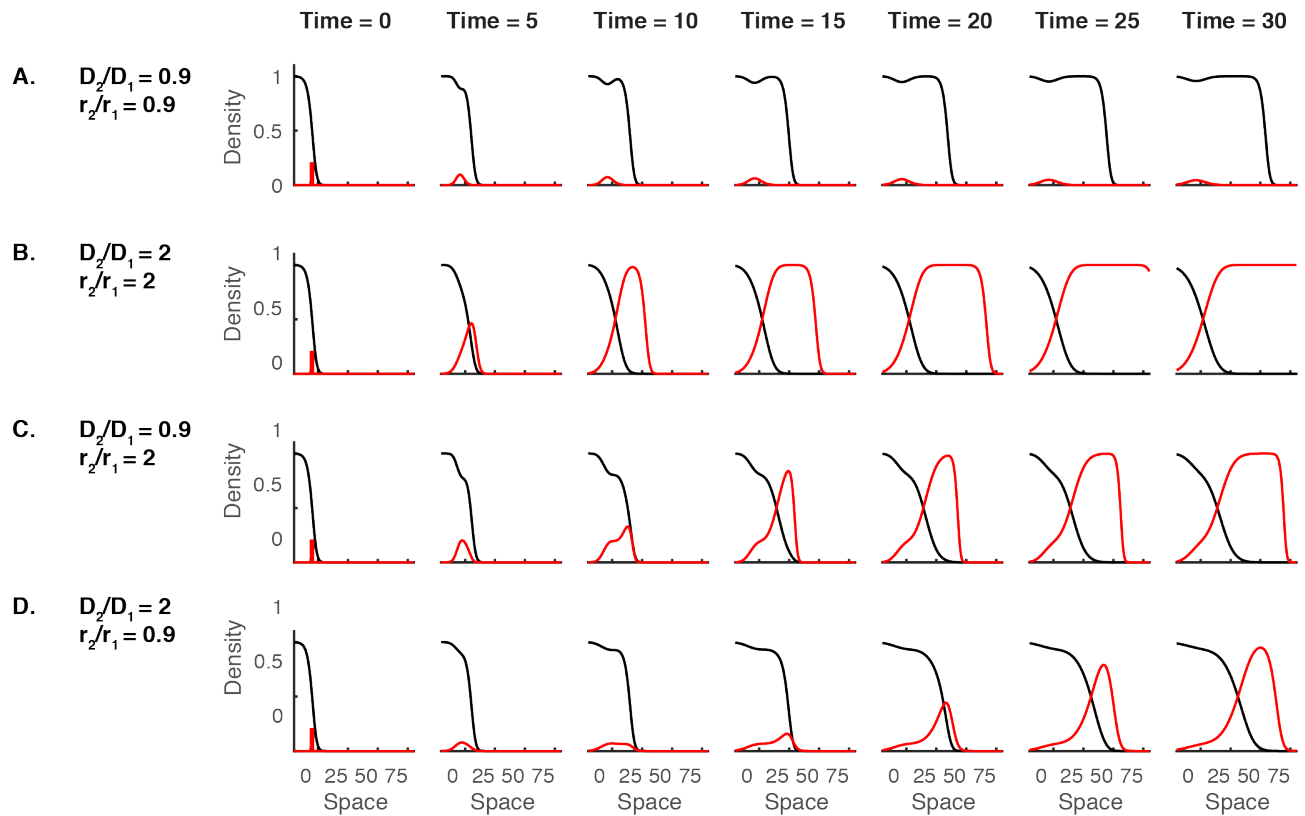 Time = 0 Time = 5 Time = 10 Time = 15 Time = 20 Time = 25 Time = 30
A. D2/D1 = 0.9
r2/r1 = 0.9
Density
1
0.5
0
B. D2/D1 = 2
r2/r1 = 2
Density
1
0.5
0
C. D2/D1 = 0.9
r2/r1 = 2
Density
1
0.5
0
D. D2/D1 = 2
r2/r1 = 0.9
Density
1
0.5
0
0 25 50 75 0 25 50 75 0 25 50 75 0 25 50 75 0 25 50 75 0 25 50 75 0 25 50 75
Space Space Space Space Space Space Space